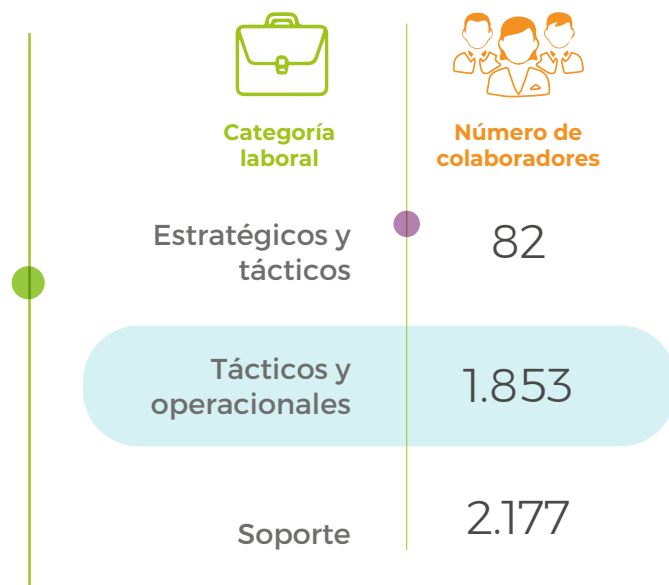 Categoría
laboral
Número de
colaboradores
Estratégicos y
tácticos
82
Tácticos y
operacionales
1.853
Soporte
2.177